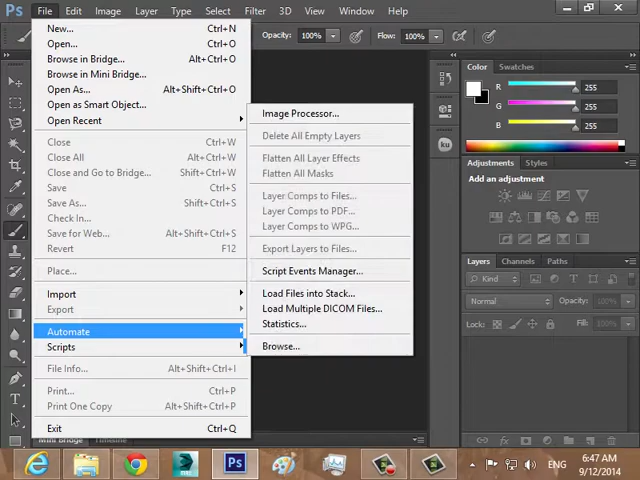 Ps File Edit Image Layer Type Select Filter 3D View Window Help
Opacity: 100% Flow: 100%
New... Ctrl+N
Open... Ctrl+O
Browse in Bridge... Alt+Ctrl+O
Browse in Mini Bridge...
Open As... Alt+Shift+Ctrl+O
Open as Smart Object...
Open Recent
Close Ctrl+W
Close All Alt+Ctrl+W
Close and Go to Bridge... Shift+Ctrl+W
Save Ctrl+S
Save As... Shift+Ctrl+S
Check In...
Save for Web... Alt+Shift+Ctrl+S
Revert F12
Place...
Import
Export
Automate
Scripts
File Info... Alt+Shift+Ctrl+I
Print... Ctrl+P
Print One Copy Alt+Shift+Ctrl+P
Exit Ctrl+Q
Image Processor...
Delete All Empty Layers
Flatten All Layer Effects
Flatten All Masks
Layer Comps to Files...
Layer Comps to PDF...
Layer Comps to WPG...
Export Layers to Files...
Script Events Manager...
Load Files into Stack...
Load Multiple DICOM Files...
Statistics...
Browse...
ku
Color Swatches
R 255
G 255
B 255
Adjustments Styles
Add an adjustment
Layers Channels Paths
Kind
Normal Opacity: 100%
Lock: Fill: 100%
Mini Bridge Timeline
Ps
ENG
6:47 AM
9/12/2014